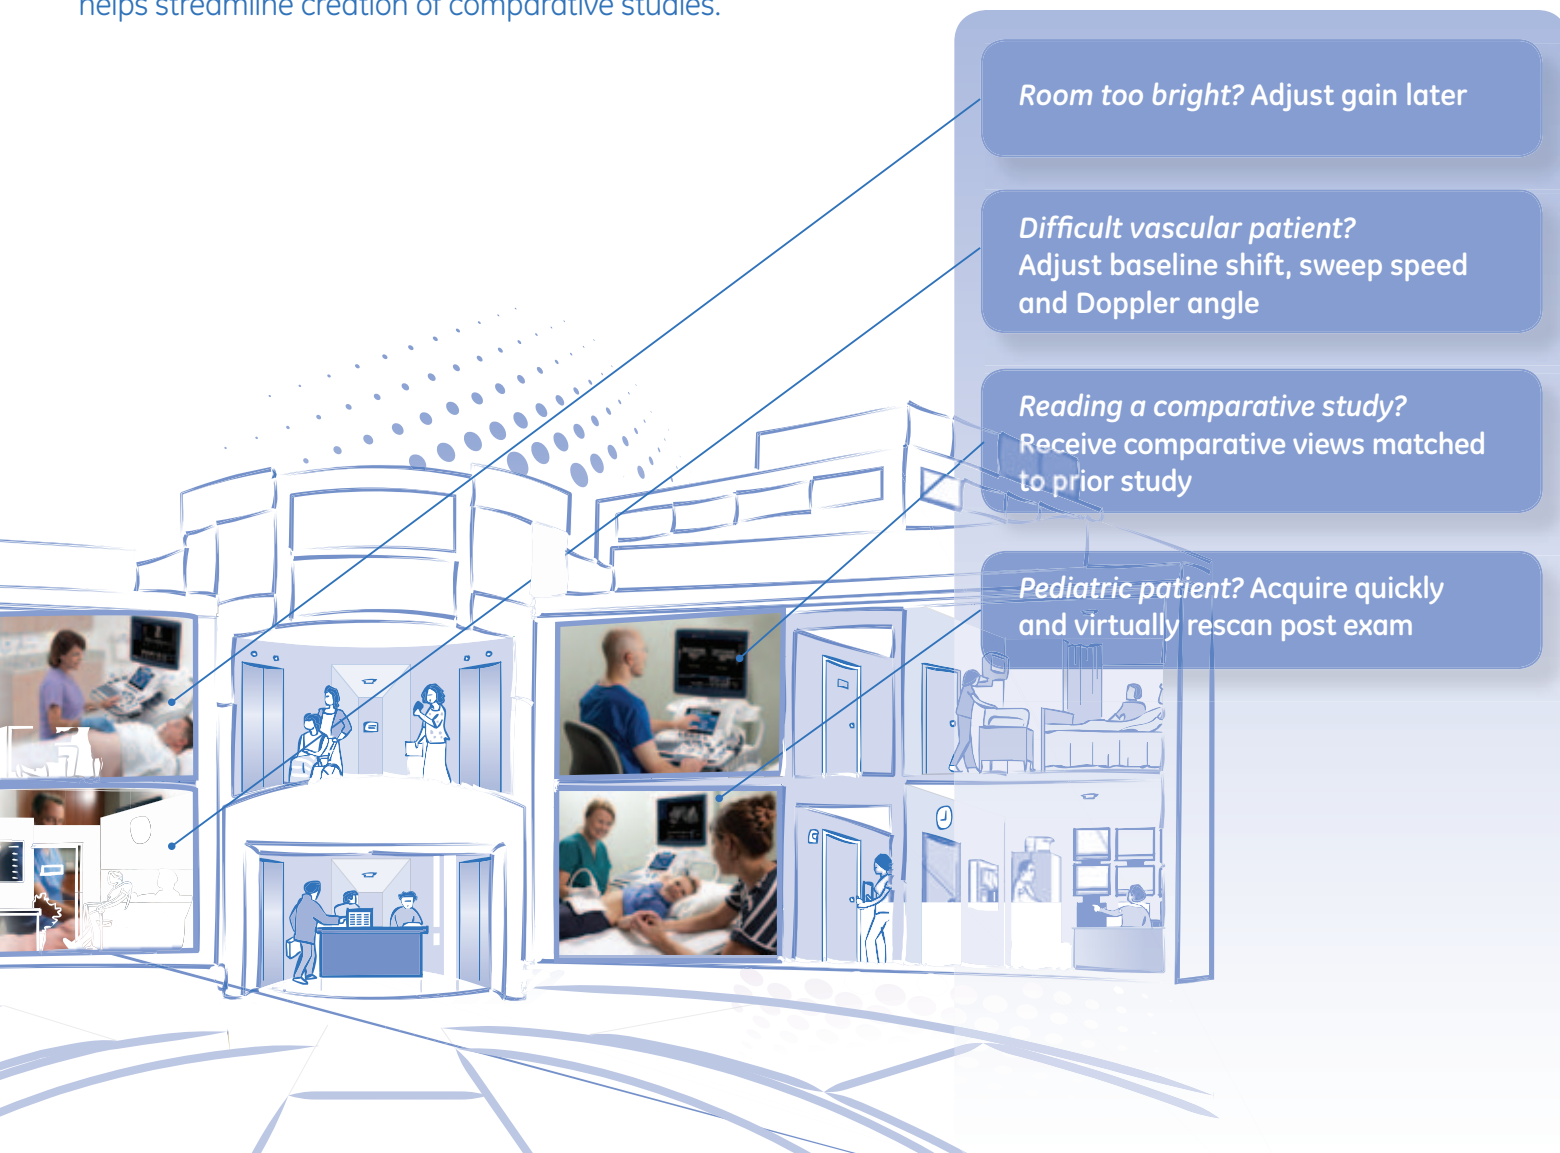 helps streamline creation of comparative studies.
Room too bright? Adjust gain later
Difficult vascular patient?
Adjust baseline shift, sweep speed
and Doppler angle
Reading a comparative study?
Receive comparative views matched
to prior study
Pediatric patient? Acquire quickly
and virtually rescan post exam